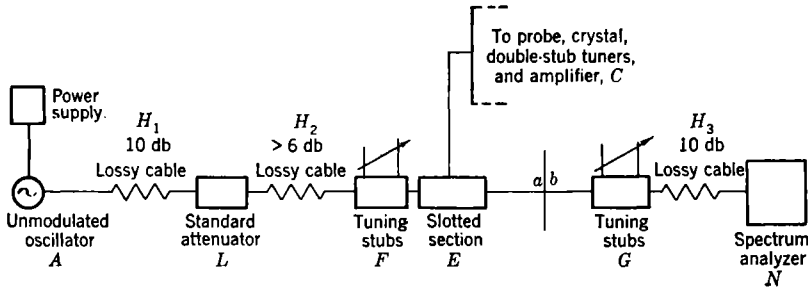 To probe, crystal,
double-stub tuners,
and amplifier, C
Power
supply.
H₁
10 db
Lossy cable
H₂
> 6 db
Lossy cable
H₃
10 db
Lossy cable
a b
Unmodulated
oscillator
A
Standard
attenuator
L
Tuning
stubs
F
Slotted
section
E
Tuning
stubs
G
Spectrum
analyzer
N